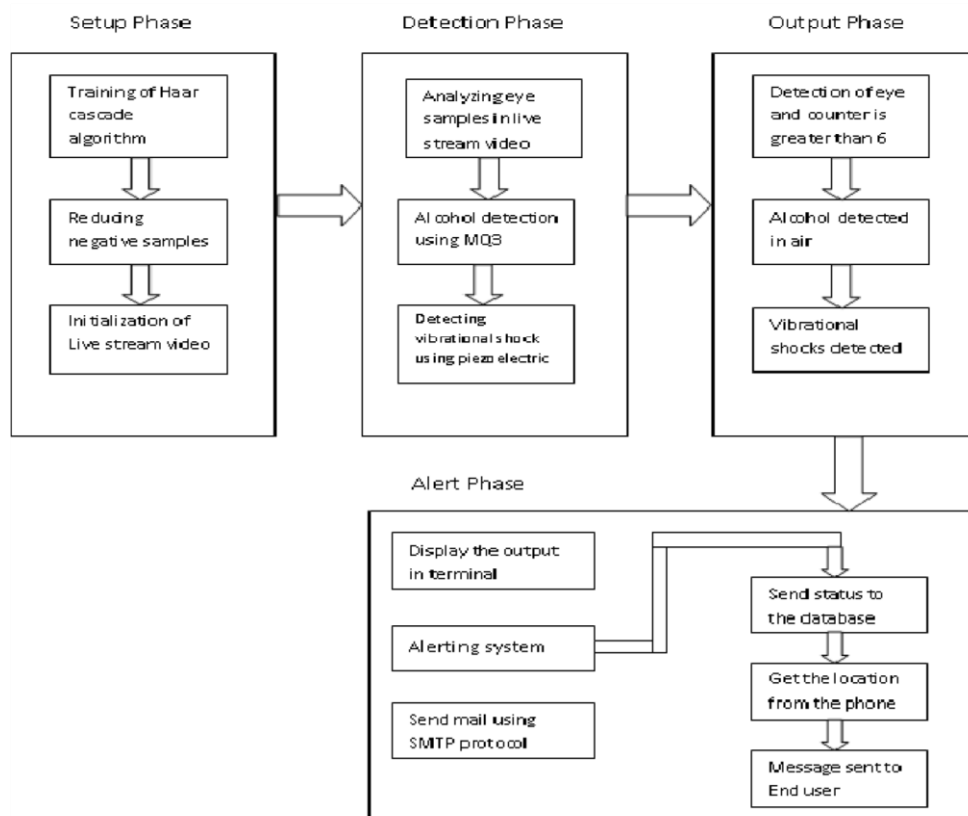 Setup Phase
Training of Haar
cascade
algorithm
Reducing
negative samples
Initialization of
Live stream video
Detection Phase
Analyzing eye
samples in live
stream video
Alcohol detection
using MQ3
Detecting
vibrational shock
using piezo electric
Output Phase
Detection of eye
and counter is
greater than 6
Alcohol detected
in air
Vibrational
shocks detected
Alert Phase
Display the output
in terminal
Alerting system
Send mail using
SMTP protocol
Send status to
the database
Get the location
from the phone
Message sent to
End user